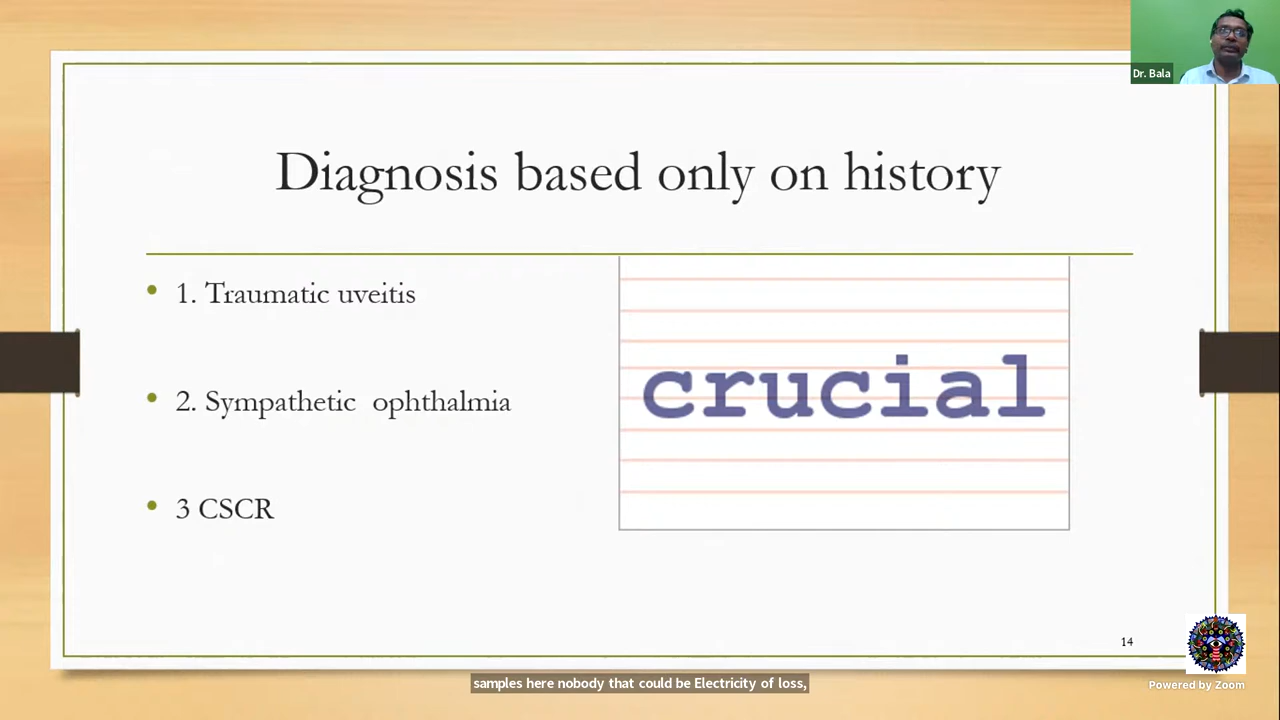 Dr. Bala
Diagnosis based only on history
• 1. Traumatic uveitis
• 2. Sympathetic ophthalmia
• 3 CSCR
crucial
14
samples here nobody that could be Electricity of loss,
Powered by Zoom